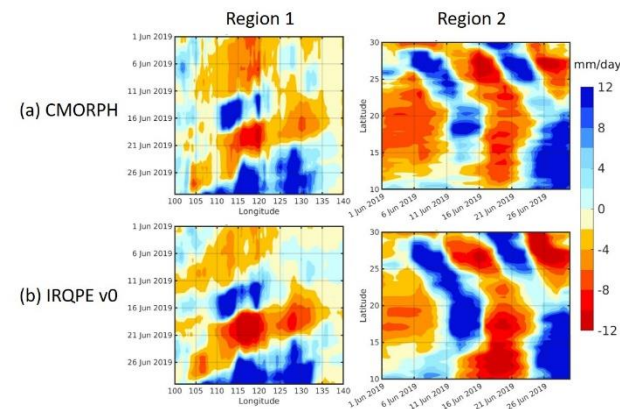 Region 1
Region 2
mm/day
(a) CMORPH
1 Jun 2019
6 Jun 2019
11 Jun 2019
16 Jun 2019
21 Jun 2019
26 Jun 2019
100 105 110 115 120 125 130 135 140
Longitude
Latitude
30
25
20
15
10
1 Jun 2019 6 Jun 2019 11 Jun 2019 16 Jun 2019 21 Jun 2019 26 Jun 2019
12
8
4
0
-4
-8
-12
(b) IRQPE v0
1 Jun 2019
6 Jun 2019
11 Jun 2019
16 Jun 2019
21 Jun 2019
26 Jun 2019
100 105 110 115 120 125 130 135 140
Longitude
Latitude
30
25
20
15
10
1 Jun 2019 6 Jun 2019 11 Jun 2019 16 Jun 2019 21 Jun 2019 26 Jun 2019